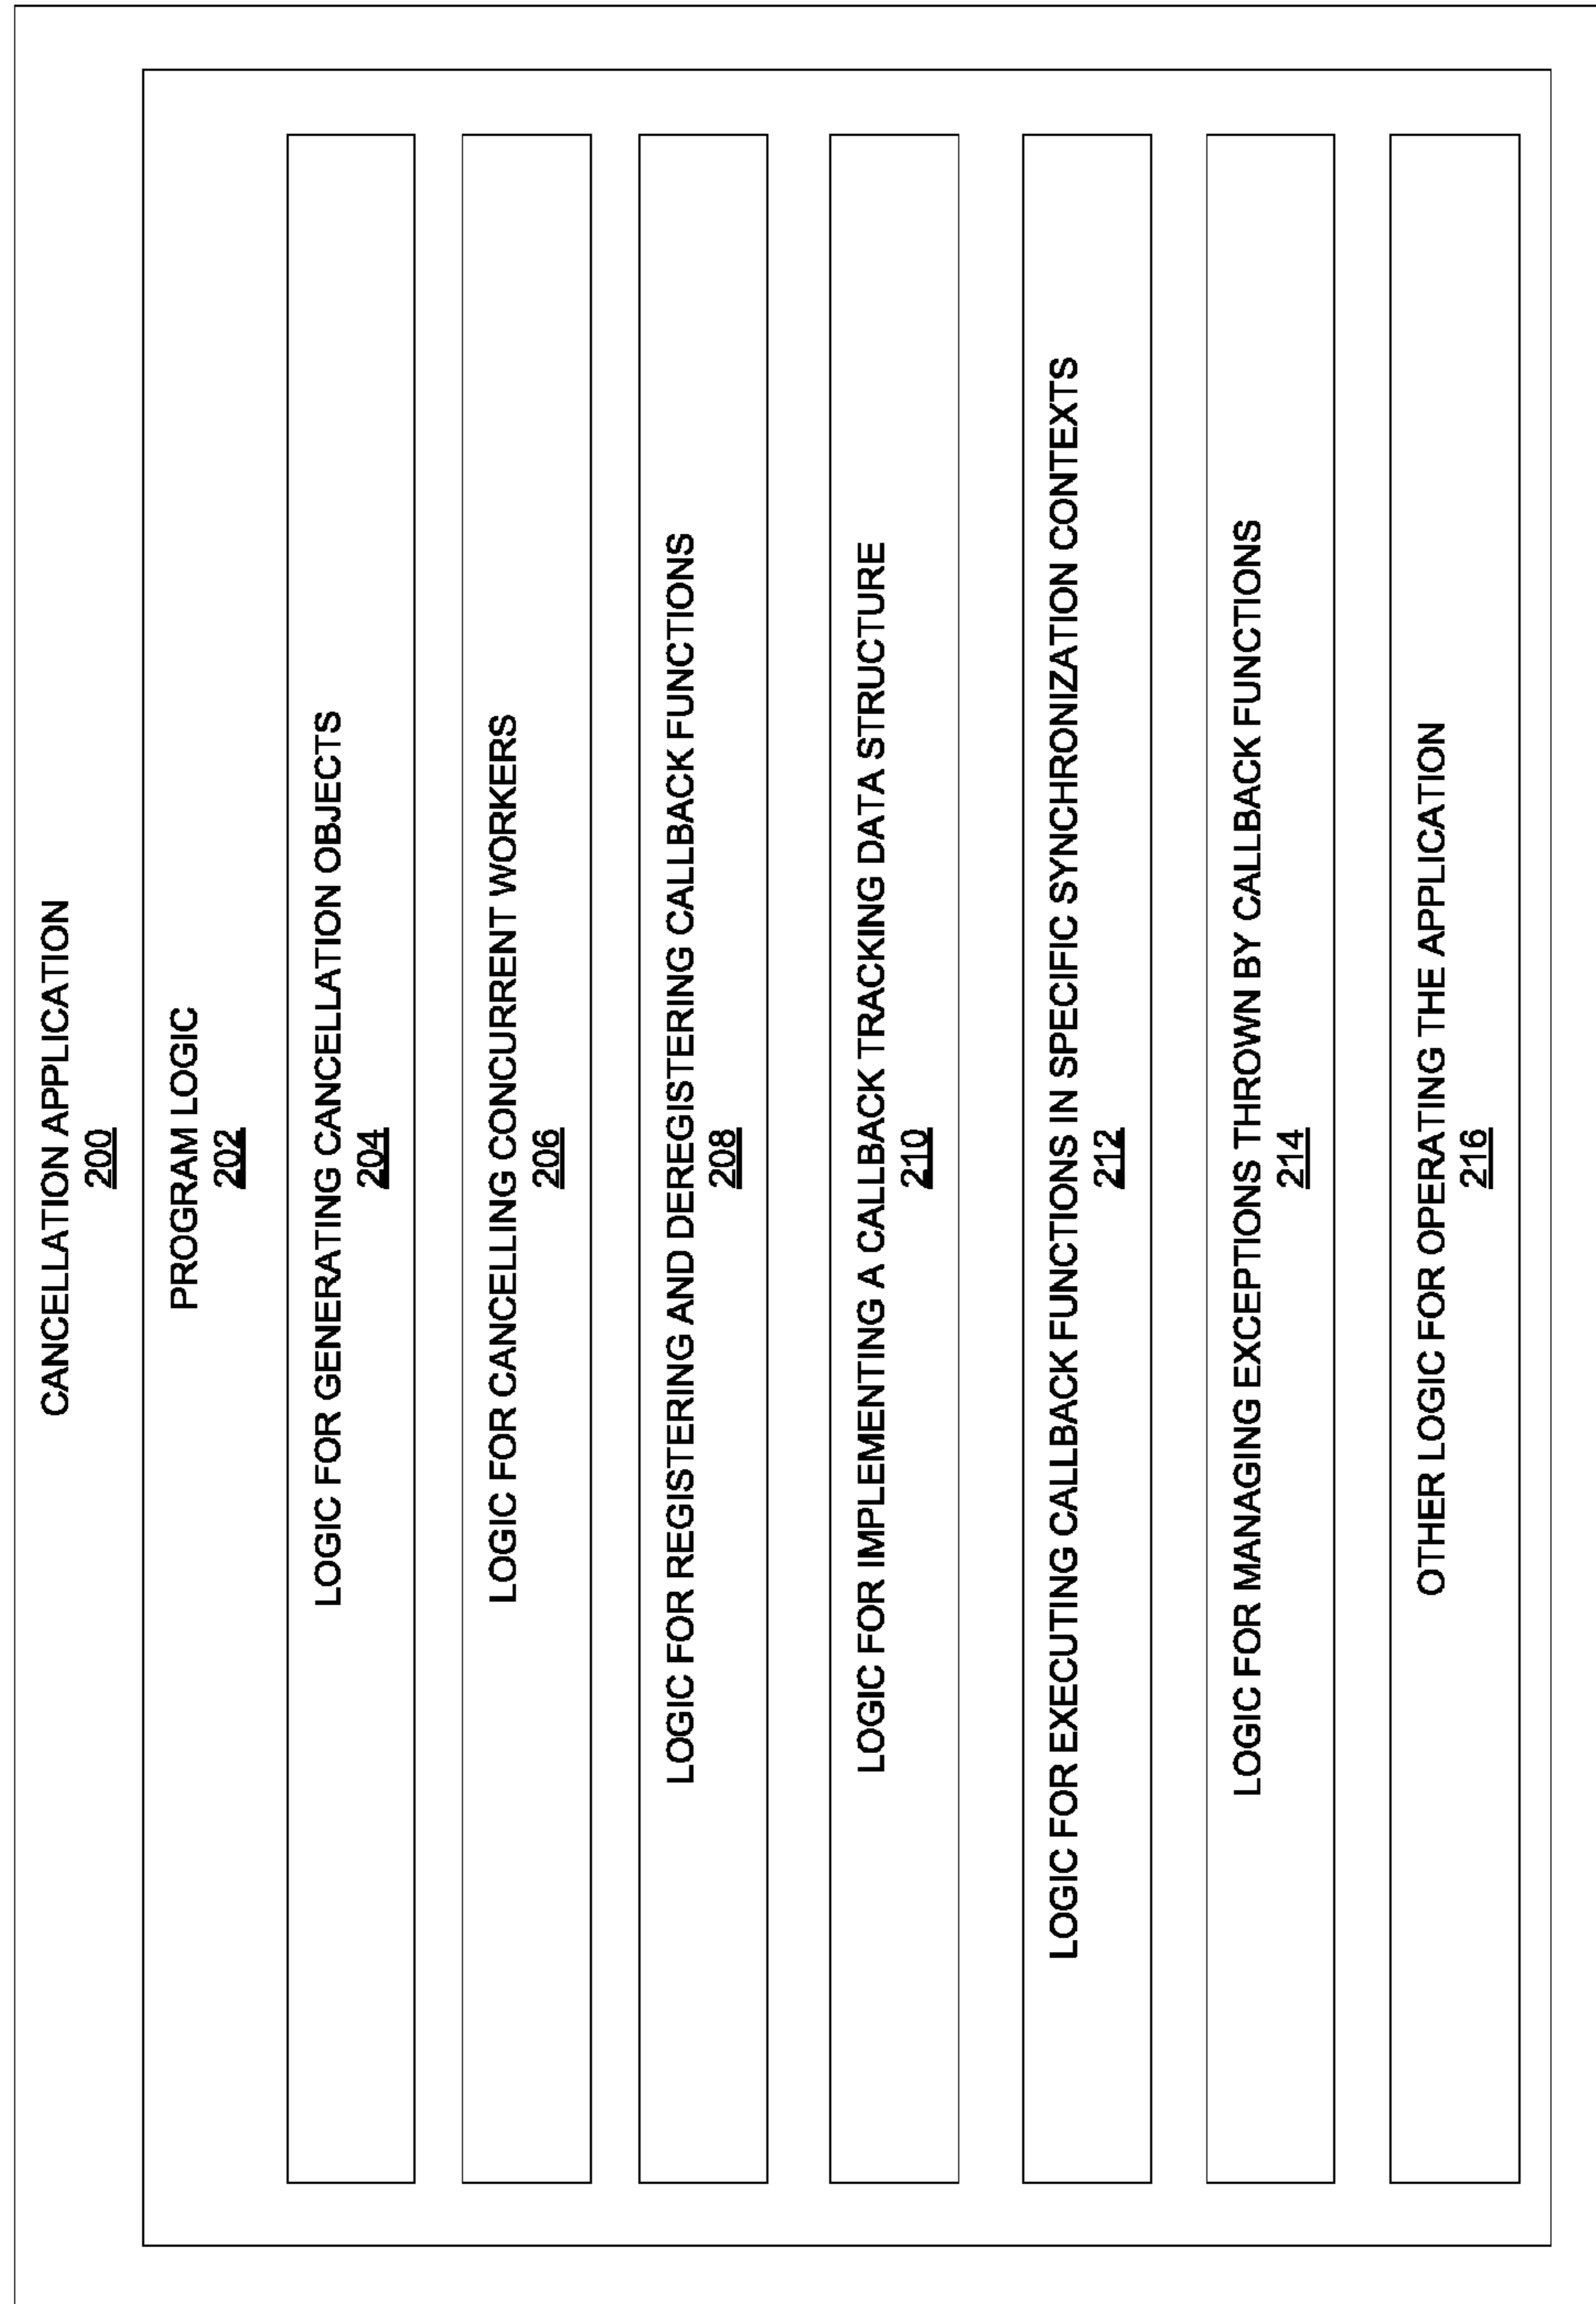 CANCELLATION APPLICATION
200
PROGRAM LOGIC
202
LOGIC FOR GENERATING CANCELLATION OBJECTS
204
LOGIC FOR CANCELLING CONCURRENT WORKERS
206
LOGIC FOR REGISTERING AND DEREGISTERING CALLBACK FUNCTIONS
208
LOGIC FOR IMPLEMENTING A CALLBACK TRACKING DATA STRUCTURE
210
LOGIC FOR EXECUTING CALLBACK FUNCTIONS IN SPECIFIC SYNCHRONIZATION CONTEXTS
212
LOGIC FOR MANAGING EXCEPTIONS THROWN BY CALLBACK FUNCTIONS
214
OTHER LOGIC FOR OPERATING THE APPLICATION
216